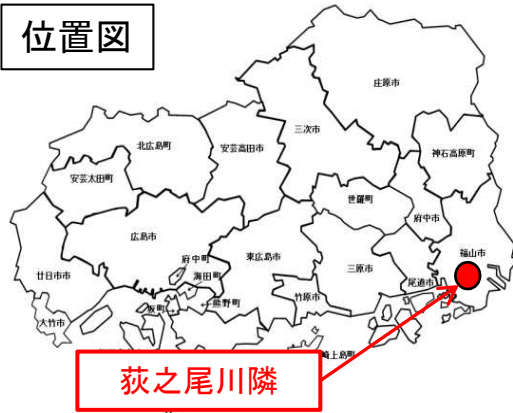 位置図
庄原市
三次市
北広島町
安芸高田市
神石高原町
安芸太田町
世羅町
府中市
広島市
東広島市
三原市
福山市
府中町
海田町
廿日市市
尾道市
坂町
熊野町
竹原市
大竹市
崎上島町
荻之尾川隣